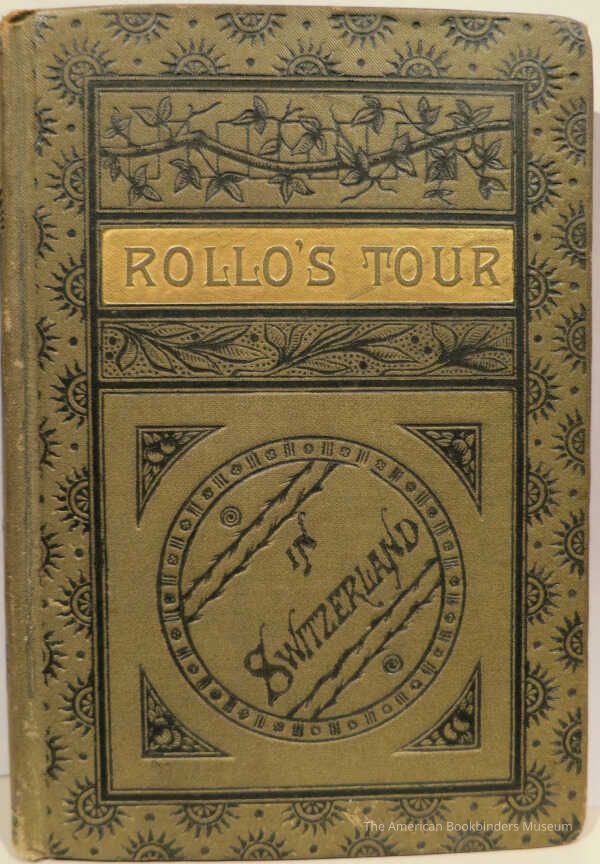 ROLLO'S TOUR
IN
SWITZERLAND
The American Bookbinders Museum